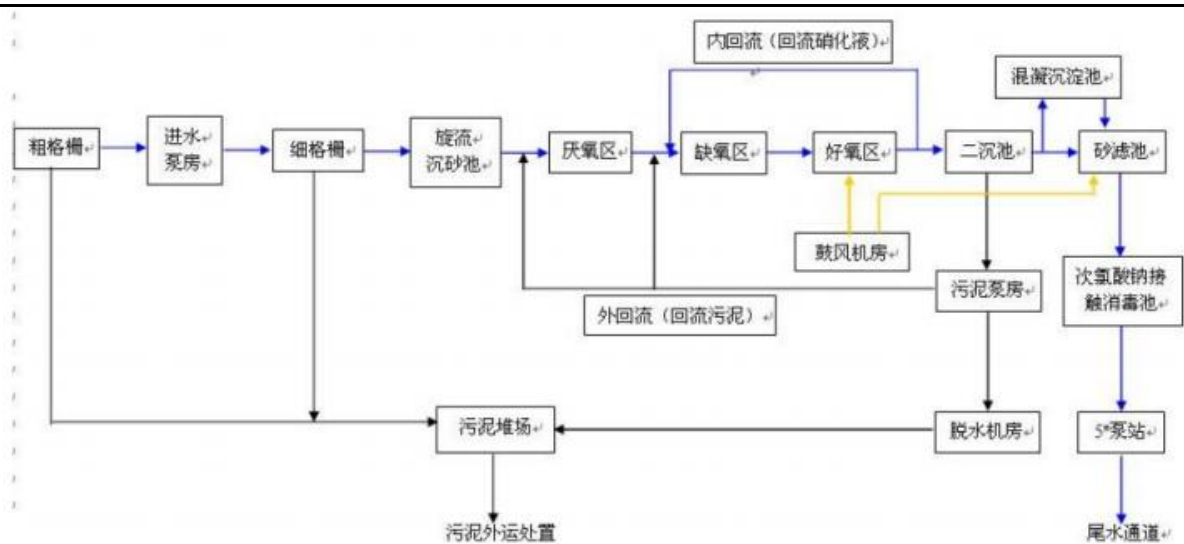 内回流（回流硝化液）
混凝沉淀池
粗格栅
进水
泵房
细格栅
旋流
沉砂池
厌氧区
缺氧区
好氧区
二沉池
砂滤池
鼓风机房
污泥泵房
次氯酸钠接
触消毒池
外回流（回流污泥）
污泥堆场
脱水机房
5#泵站
污泥外运处置
尾水通道